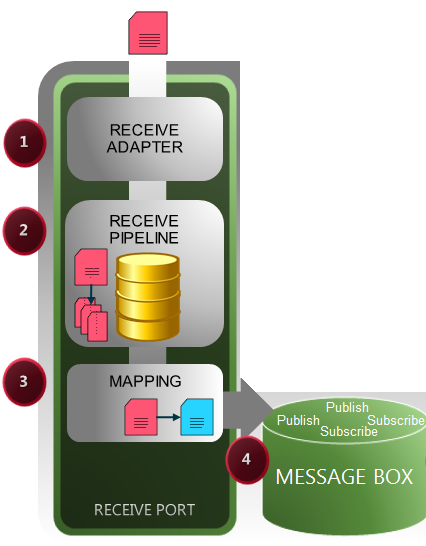 1
RECEIVE
ADAPTER
2
RECEIVE
PIPELINE
3
MAPPING
4
Publish
Publish Subscribe
Subscribe
MESSAGE BOX
RECEIVE PORT